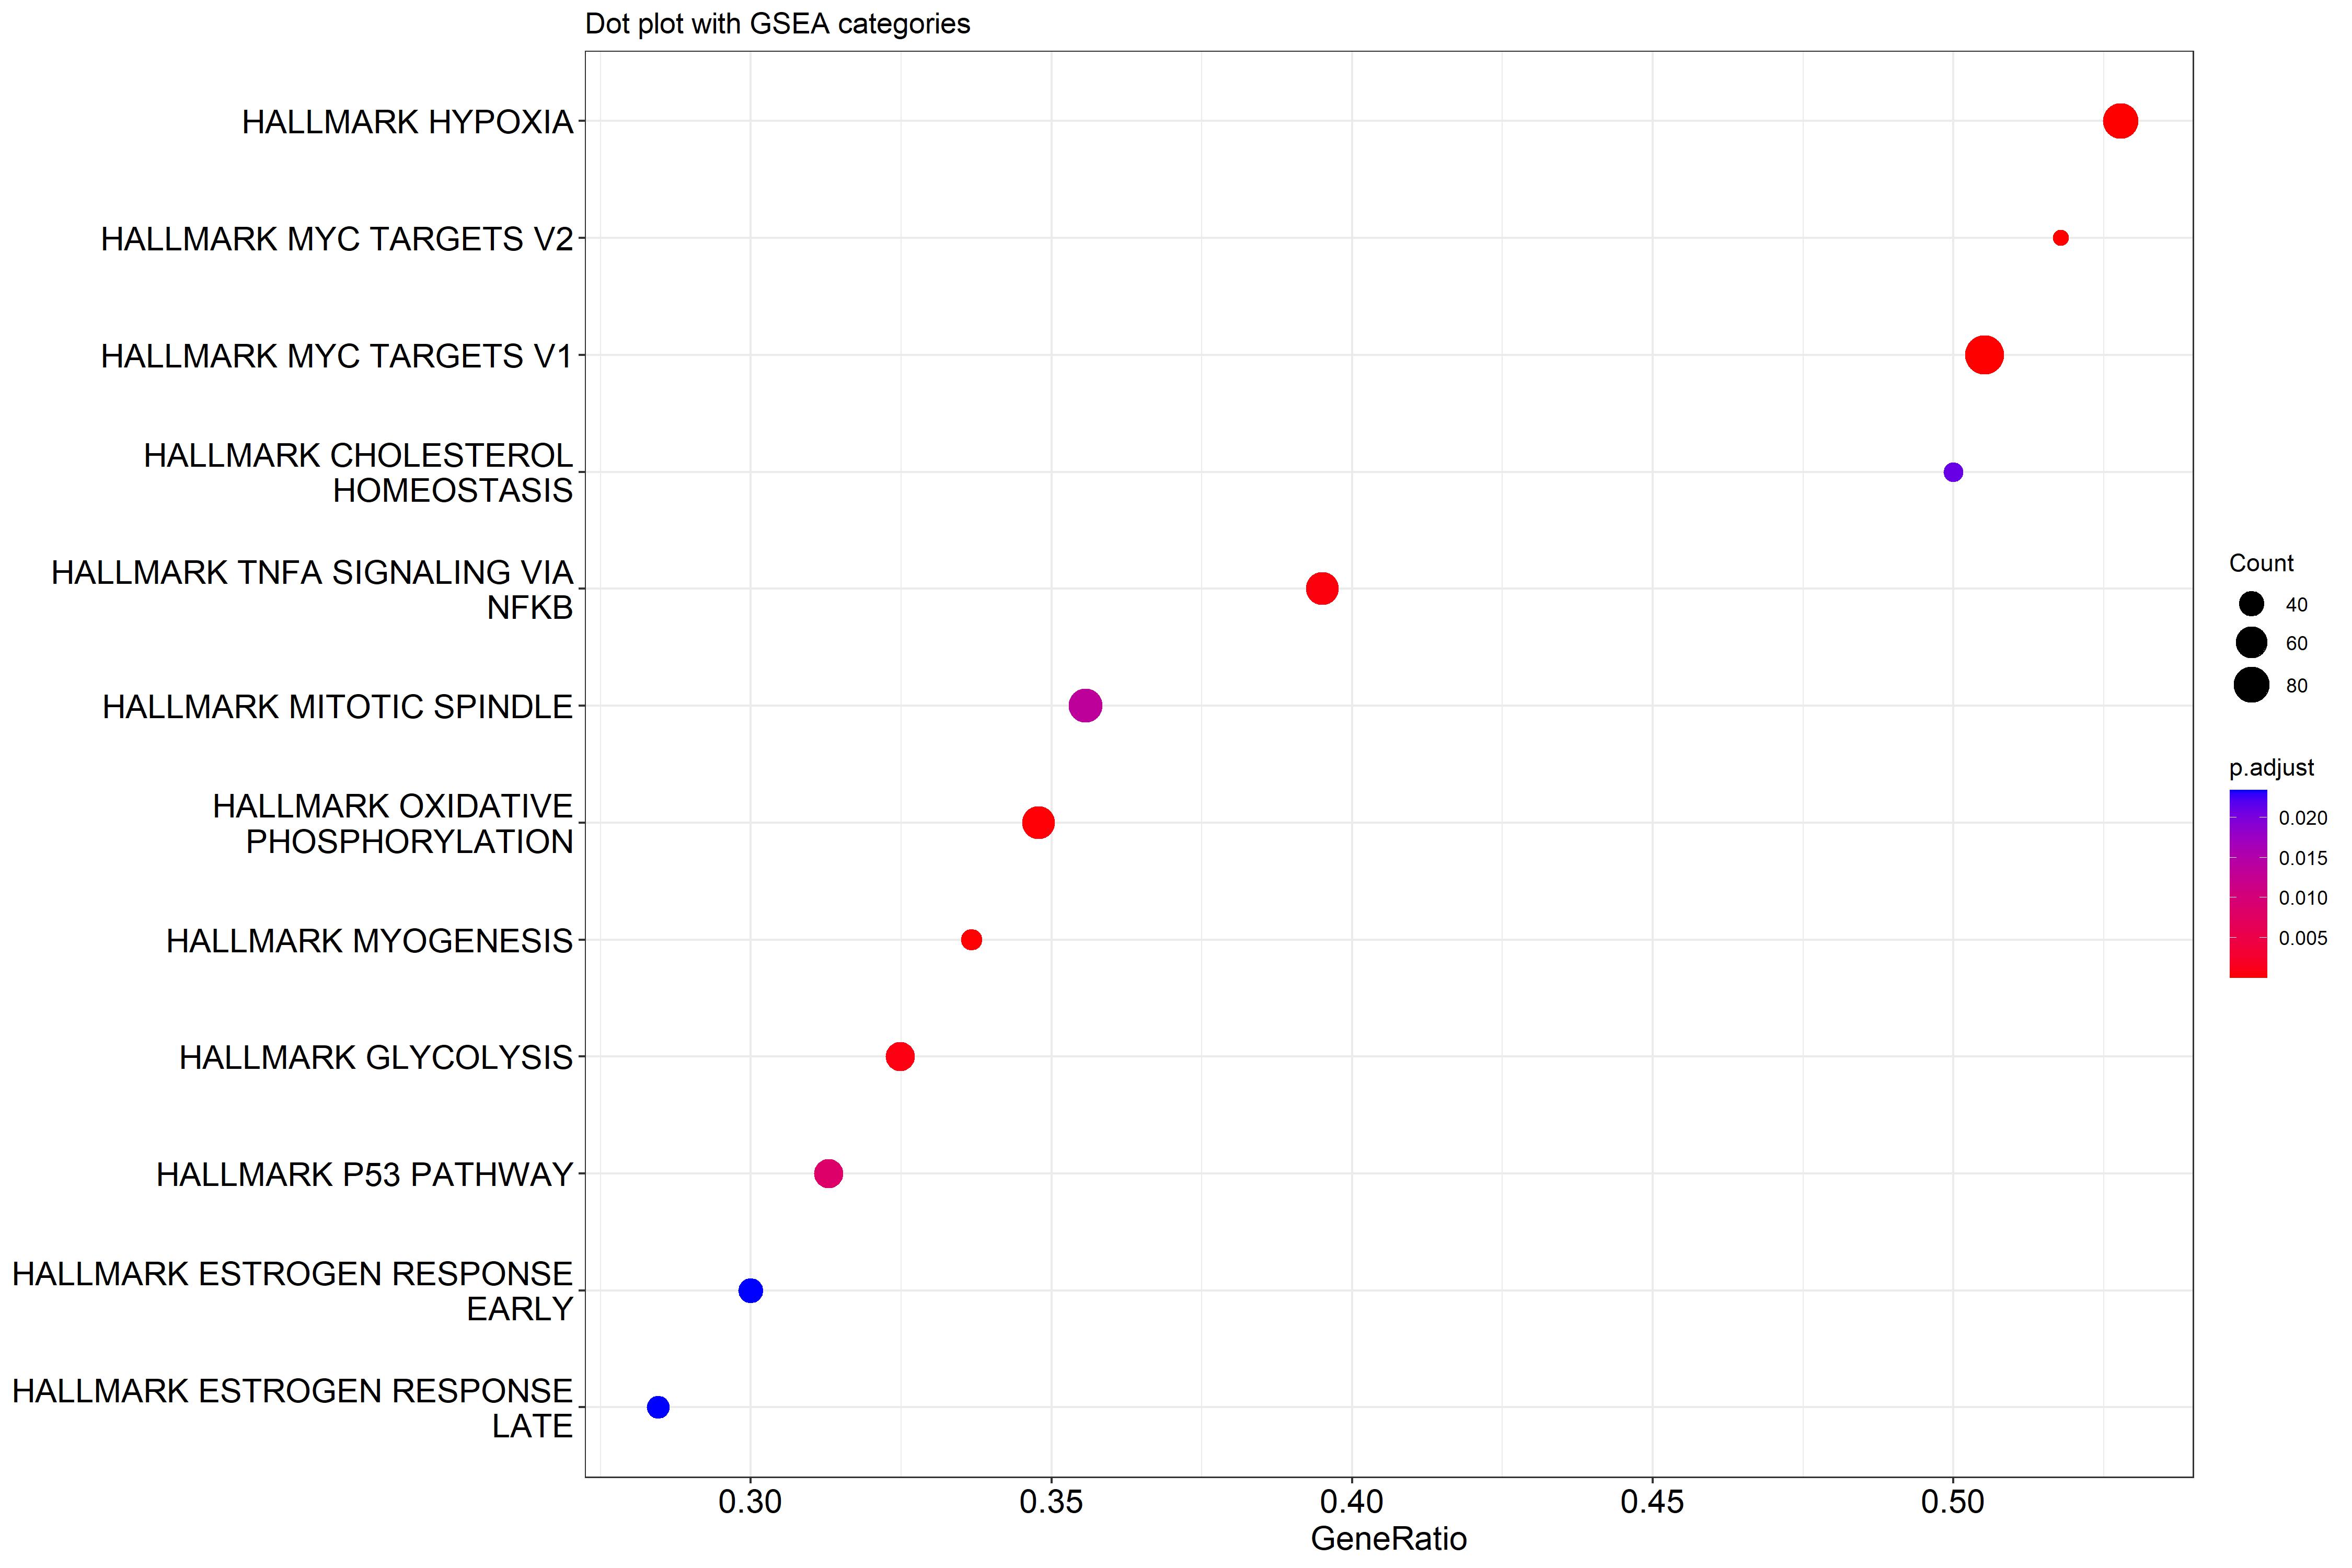 Dot plot with GSEA categories
HALLMARK HYPOXIA
HALLMARK MYC TARGETS V2
HALLMARK MYC TARGETS V1
HALLMARK CHOLESTEROL
HOMEOSTASIS
HALLMARK TNFA SIGNALING VIA
NFKB
HALLMARK MITOTIC SPINDLE
HALLMARK OXIDATIVE
PHOSPHORYLATION
HALLMARK MYOGENESIS
HALLMARK GLYCOLYSIS
HALLMARK P53 PATHWAY
HALLMARK ESTROGEN RESPONSE
EARLY
HALLMARK ESTROGEN RESPONSE
LATE
0.30 0.35 0.40 0.45 0.50
GeneRatio
Count
40
60
80
p.adjust
0.020
0.015
0.010
0.005